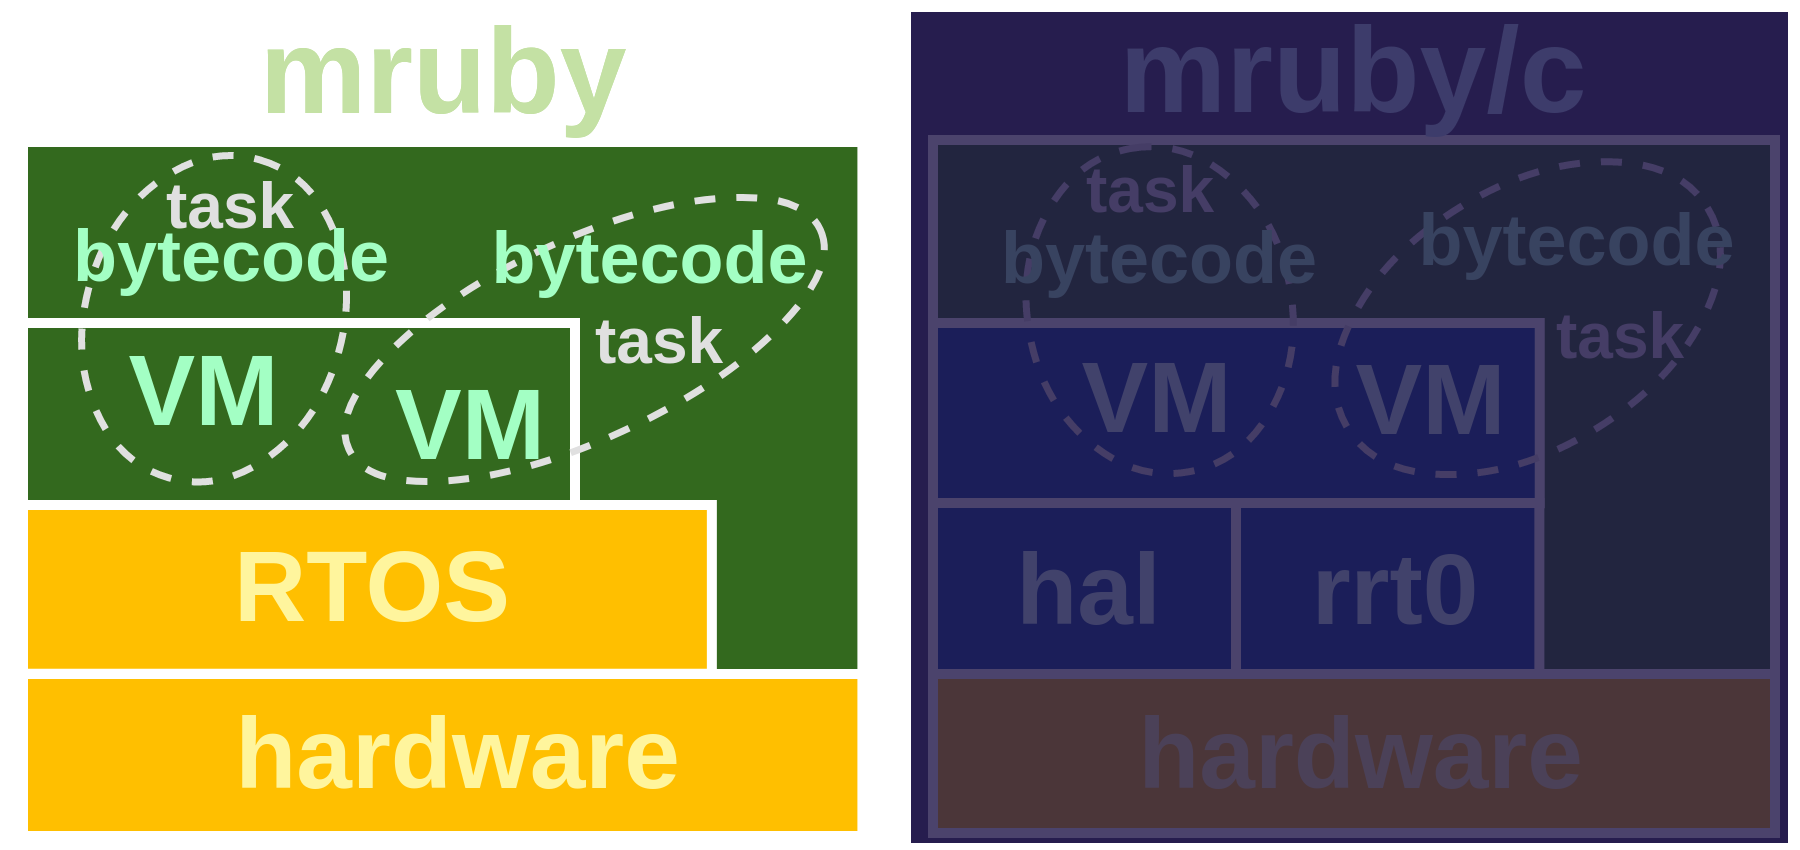 mruby
task
bytecode
bytecode
task
VM
VM
RTOS
hardware
mruby/c
task
bytecode
bytecode
task
VM
VM
hal
rrt0
hardware